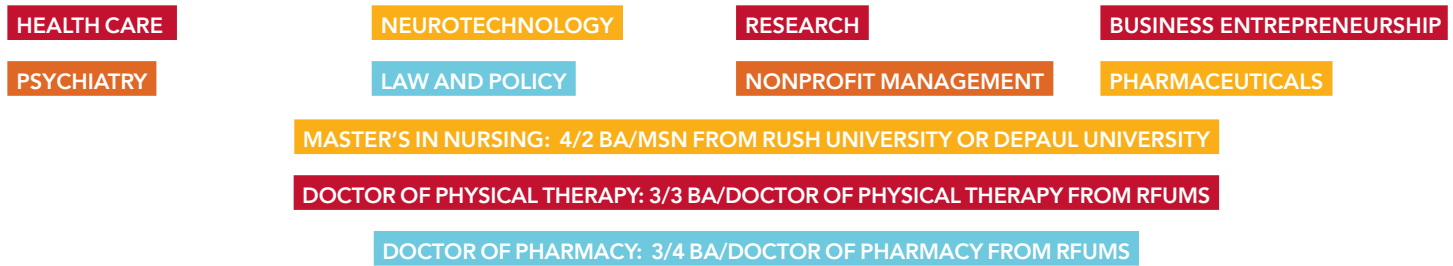 HEALTH CARE NEUROTECHNOLOGY RESEARCH BUSINESS ENTREPRENEURSHIP
PSYCHIATRY LAW AND POLICY NONPROFIT MANAGEMENT PHARMACEUTICALS
MASTER'S IN NURSING: 4/2 BA/MSN FROM RUSH UNIVERSITY OR DEPAUL UNIVERSITY
DOCTOR OF PHYSICAL THERAPY: 3/3 BA/DOCTOR OF PHYSICAL THERAPY FROM RFUMS
DOCTOR OF PHARMACY: 3/4 BA/DOCTOR OF PHARMACY FROM RFUMS